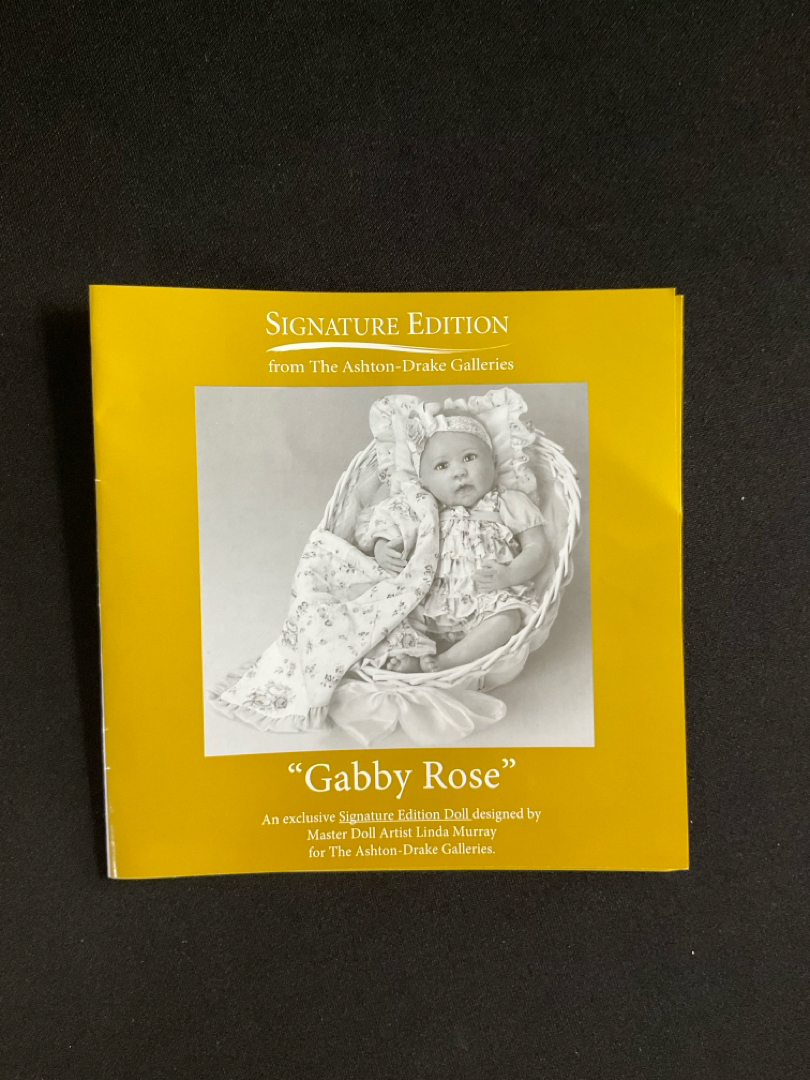 SIGNATURE EDITION
from The Ashton-Drake Galleries
“Gabby Rose”
An exclusive Signature Edition Doll designed by
Master Doll Artist Linda Murray
for The Ashton-Drake Galleries.